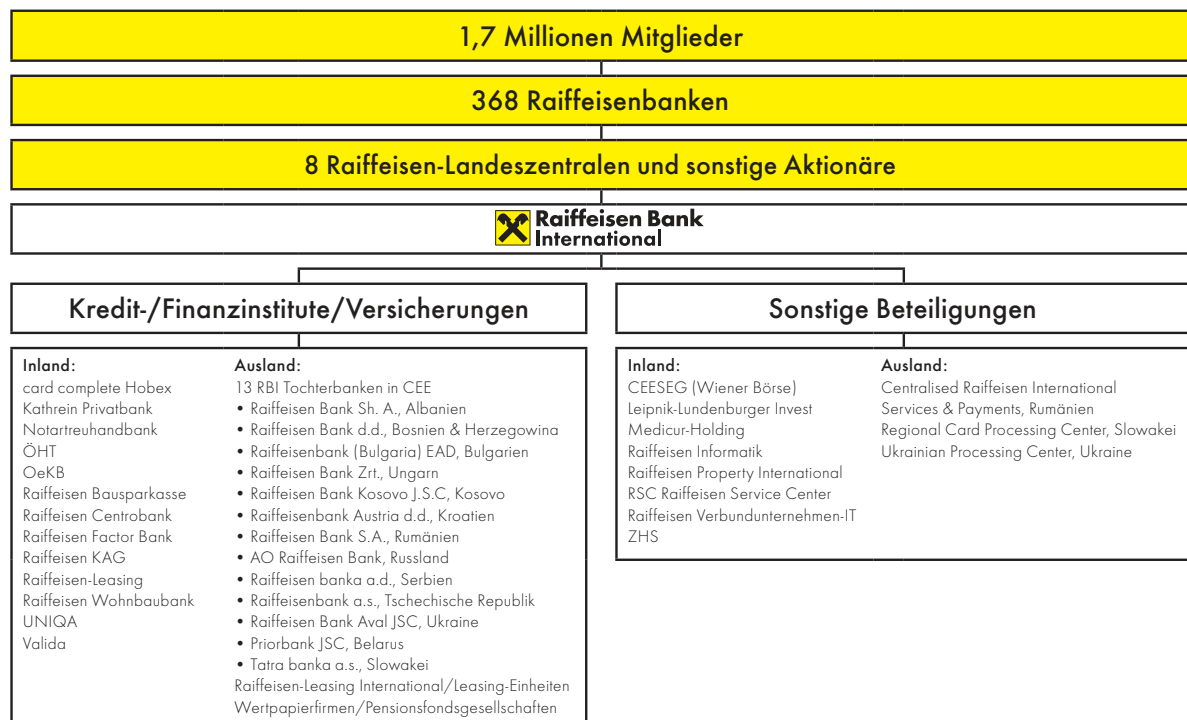 1,7 Millionen Mitglieder
368 Raiffeisenbanken
8 Raiffeisen-Landeszentralen und sonstige Aktionäre
Raiffeisen Bank
International
Kredit-/Finanzinstitute/Versicherungen
Inland:
card complete Hobex
Kathrein Privatbank
Notartreuhandbank
ÖHT
OeKB
Raiffeisen Bausparkasse
Raiffeisen Centrobank
Raiffeisen Factor Bank
Raiffeisen KAG
Raiffeisen-Leasing
Raiffeisen Wohnbaubank
UNIQA
Valida
Ausland:
13 RBI Tochterbanken in CEE
• Raiffeisen Bank Sh. A., Albanien
• Raiffeisen Bank d.d., Bosnien & Herzegowina
• Raiffeisenbank (Bulgaria) EAD, Bulgarien
• Raiffeisen Bank Zrt., Ungarn
• Raiffeisen Bank Kosovo J.S.C, Kosovo
• Raiffeisenbank Austria d.d., Kroatien
• Raiffeisen Bank S.A., Rumänien
• AO Raiffeisen Bank, Russland
• Raiffeisen banka a.d., Serbien
• Raiffeisenbank a.s., Tschechische Republik
• Raiffeisen Bank Aval JSC, Ukraine
• Priorbank JSC, Belarus
• Tatra banka a.s., Slowakei
Raiffeisen-Leasing International/Leasing-Einheiten
Wertpapierfirmen/Pensionsfondsgesellschaften
Sonstige Beteiligungen
Inland:
CEESEG (Wiener Börse)
Leipnik-Lundenburger Invest
Medicur-Holding
Raiffeisen Informatik
Raiffeisen Property International
RSC Raiffeisen Service Center
Raiffeisen Verbundunternehmen-IT
ZHS
Ausland:
Centralised Raiffeisen International
Services & Payments, Rumänien
Regional Card Processing Center, Slowakei
Ukrainian Processing Center, Ukraine